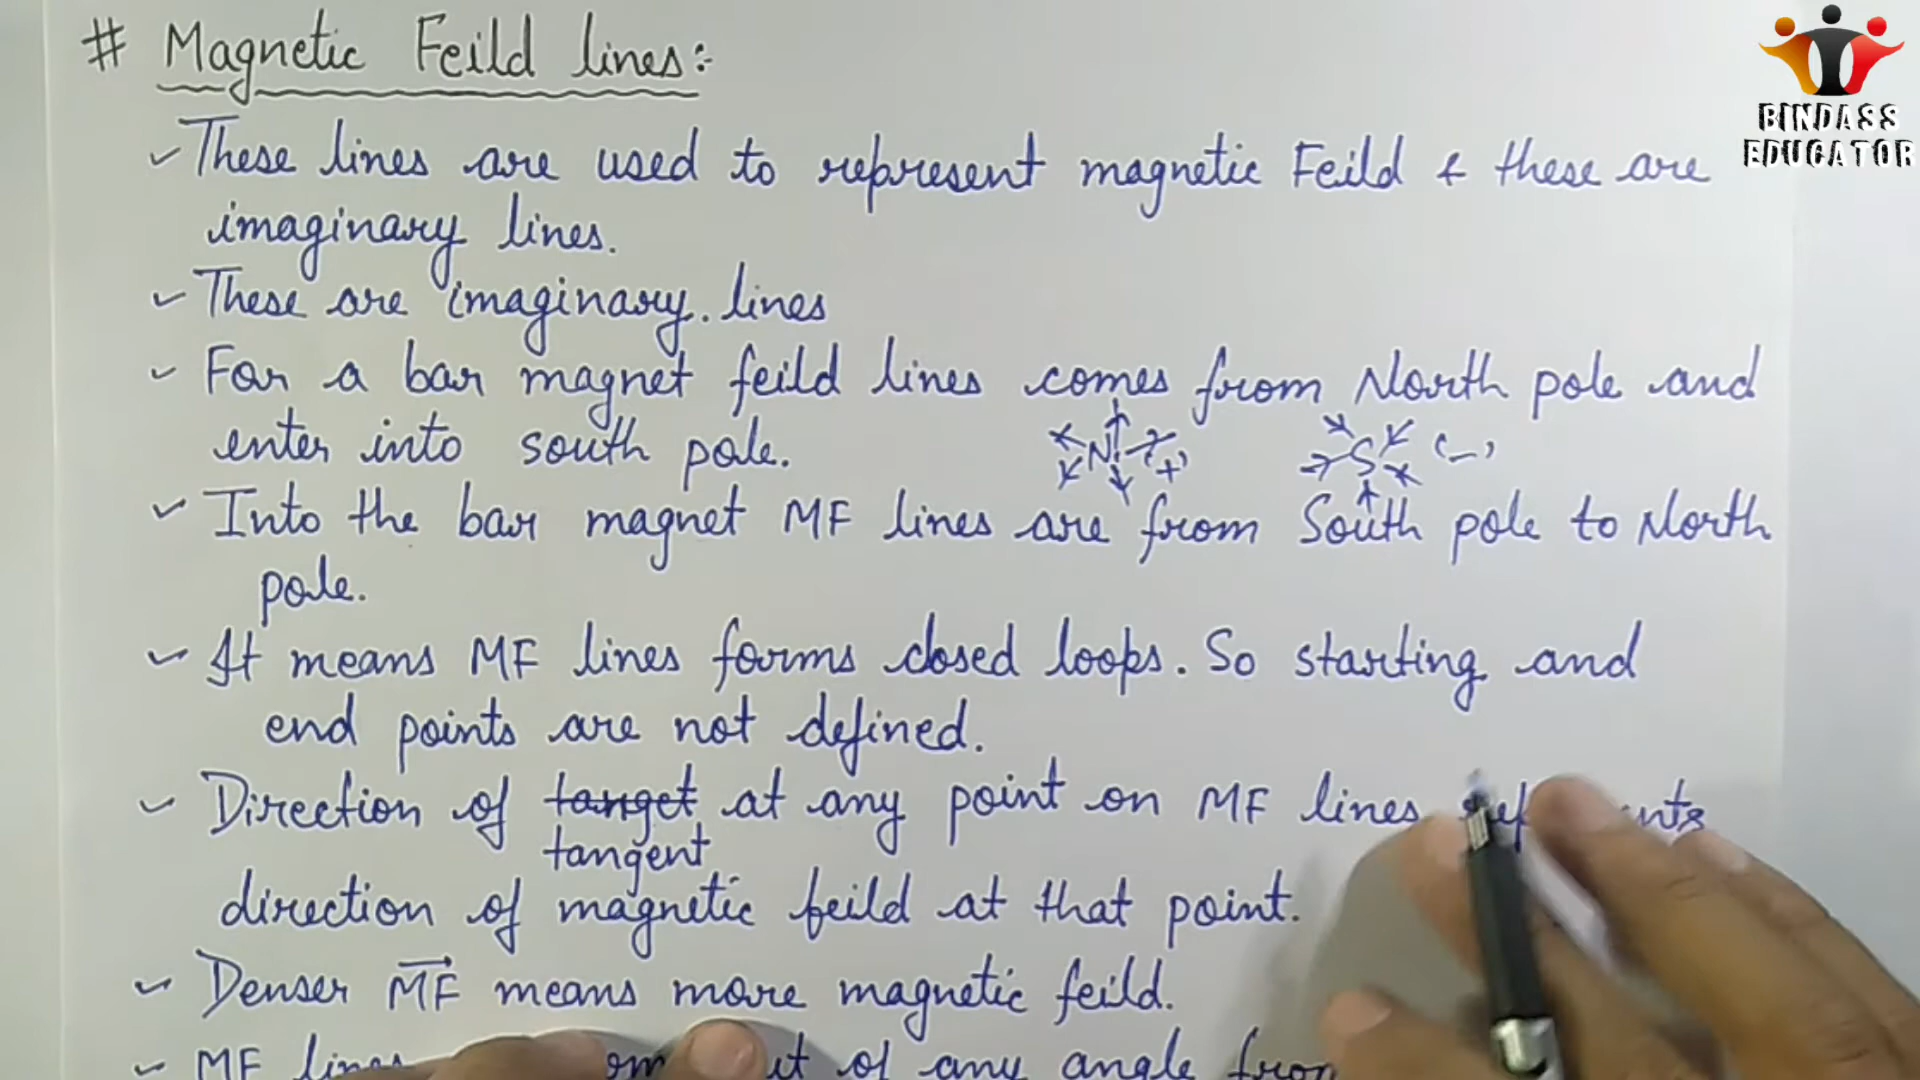 # Magnetic Feild lines:-
BINDASS
EDUCATOR
These lines are used to represent magnetic Feild & these are
imaginary lines.
These are imaginary. lines
For a bar magnet feild lines comes from North pole and
enter into south pole.
N (+) S (-)
Into the bar magnet MF lines are from South pole to North
pole.
It means MF lines forms closed loops. So starting and
end points are not defined.
Direction of tanget at any point on MF lines
tangent
direction of magnetic feild at that point.
Denser MF means more magnetic feild.
MF lines of any angle from